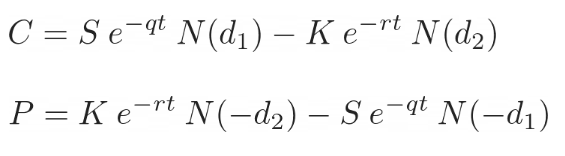 C = S e^{-qt} N(d_1) − K e^{-rt} N(d_2)
P = K e^{-rt} N(−d_2) − S e^{-qt} N(−d_1)